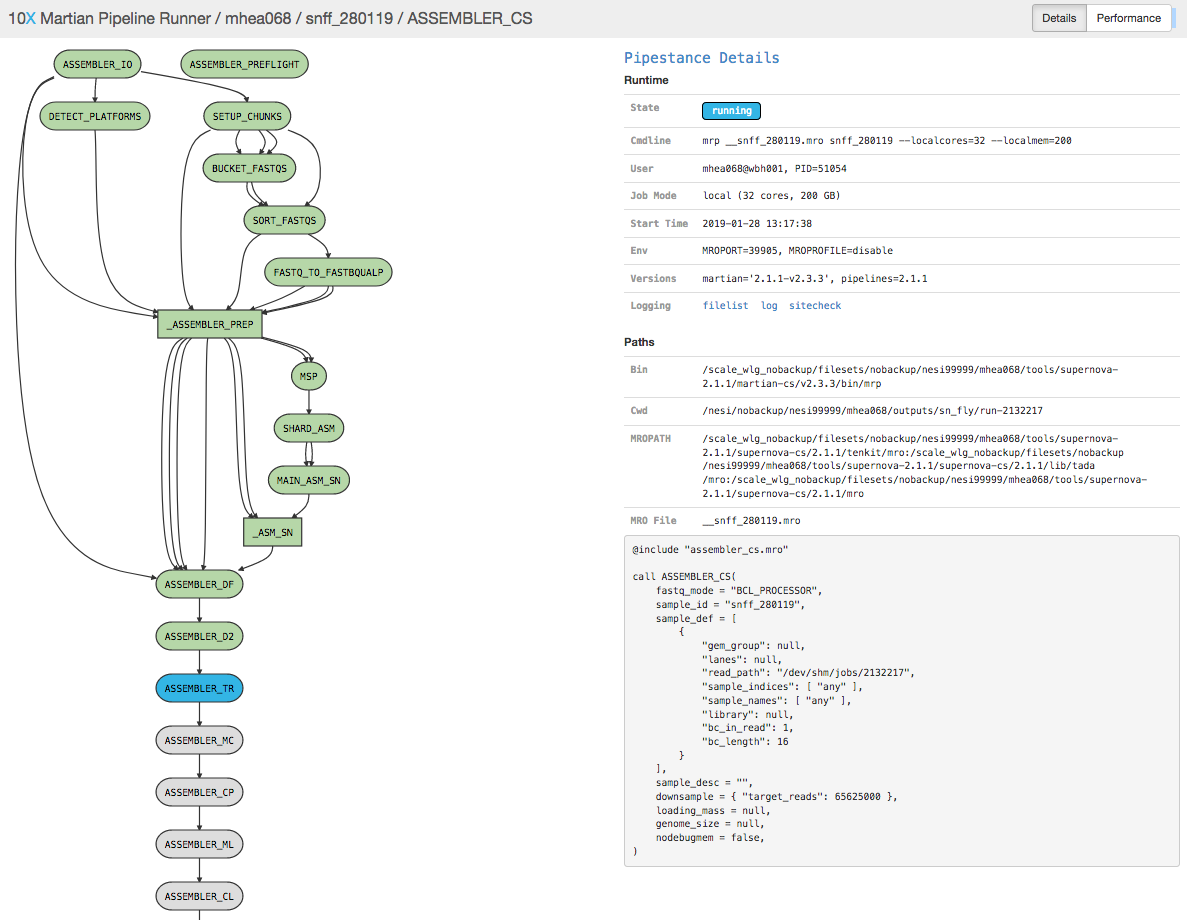 10X Martian Pipeline Runner / mhea068 / snff_280119 / ASSEMBLER_CS
Details
Performance
ASSEMBLER_IO
ASSEMBLER_PREFLIGHT
DETECT_PLATFORMS
SETUP_CHUNKS
BUCKET_FASTQS
SORT_FASTQS
FASTQ_TO_FASTBQUALP
_ASSEMBLER_PREP
MSP
SHARD_ASM
MAIN_ASM_SN
_ASM_SN
ASSEMBLER_DF
ASSEMBLER_D2
ASSEMBLER_TR
ASSEMBLER_MC
ASSEMBLER_CP
ASSEMBLER_ML
ASSEMBLER_CL
Pipestance Details
Runtime
State running
Cmdline mrp __snff_280119.mro snff_280119 --localcores=32 --localmem=200
User mhea068@wbh001, PID=51054
Job Mode local (32 cores, 200 GB)
Start Time 2019-01-28 13:17:38
Env MROPORT=39905, MROPROFILE=disable
Versions martian='2.1.1-v2.3.3', pipelines=2.1.1
Logging filelist log sitecheck
Paths
Bin /scale_wlg_nobackup/filesets/nobackup/nesi99999/mhea068/tools/supernova-
2.1.1/martian-cs/v2.3.3/bin/mrp
Cwd /nesi/nobackup/nesi99999/mhea068/outputs/sn_fly/run-2132217
MROPATH /scale_wlg_nobackup/filesets/nobackup/nesi99999/mhea068/tools/supernova-
2.1.1/supernova-cs/2.1.1/tenkit/mro:/scale_wlg_nobackup/filesets/nobackup
/nesi99999/mhea068/tools/supernova-2.1.1/supernova-cs/2.1.1/lib/tada
/mro:/scale_wlg_nobackup/filesets/nobackup/nesi99999/mhea068/tools/supernova-
2.1.1/supernova-cs/2.1.1/mro
MRO File __snff_280119.mro
@include "assembler_cs.mro"
call ASSEMBLER_CS(
fastq_mode = "BCL_PROCESSOR",
sample_id = "snff_280119",
sample_def = [
{
"gem_group": null,
"lanes": null,
"read_path": "/dev/shm/jobs/2132217",
"sample_indices": [ "any" ],
"sample_names": [ "any" ],
"library": null,
"bc_in_read": 1,
"bc_length": 16
}
],
sample_desc = "",
downsample = { "target_reads": 65625000 },
loading_mass = null,
genome_size = null,
nodebugmem = false,
)